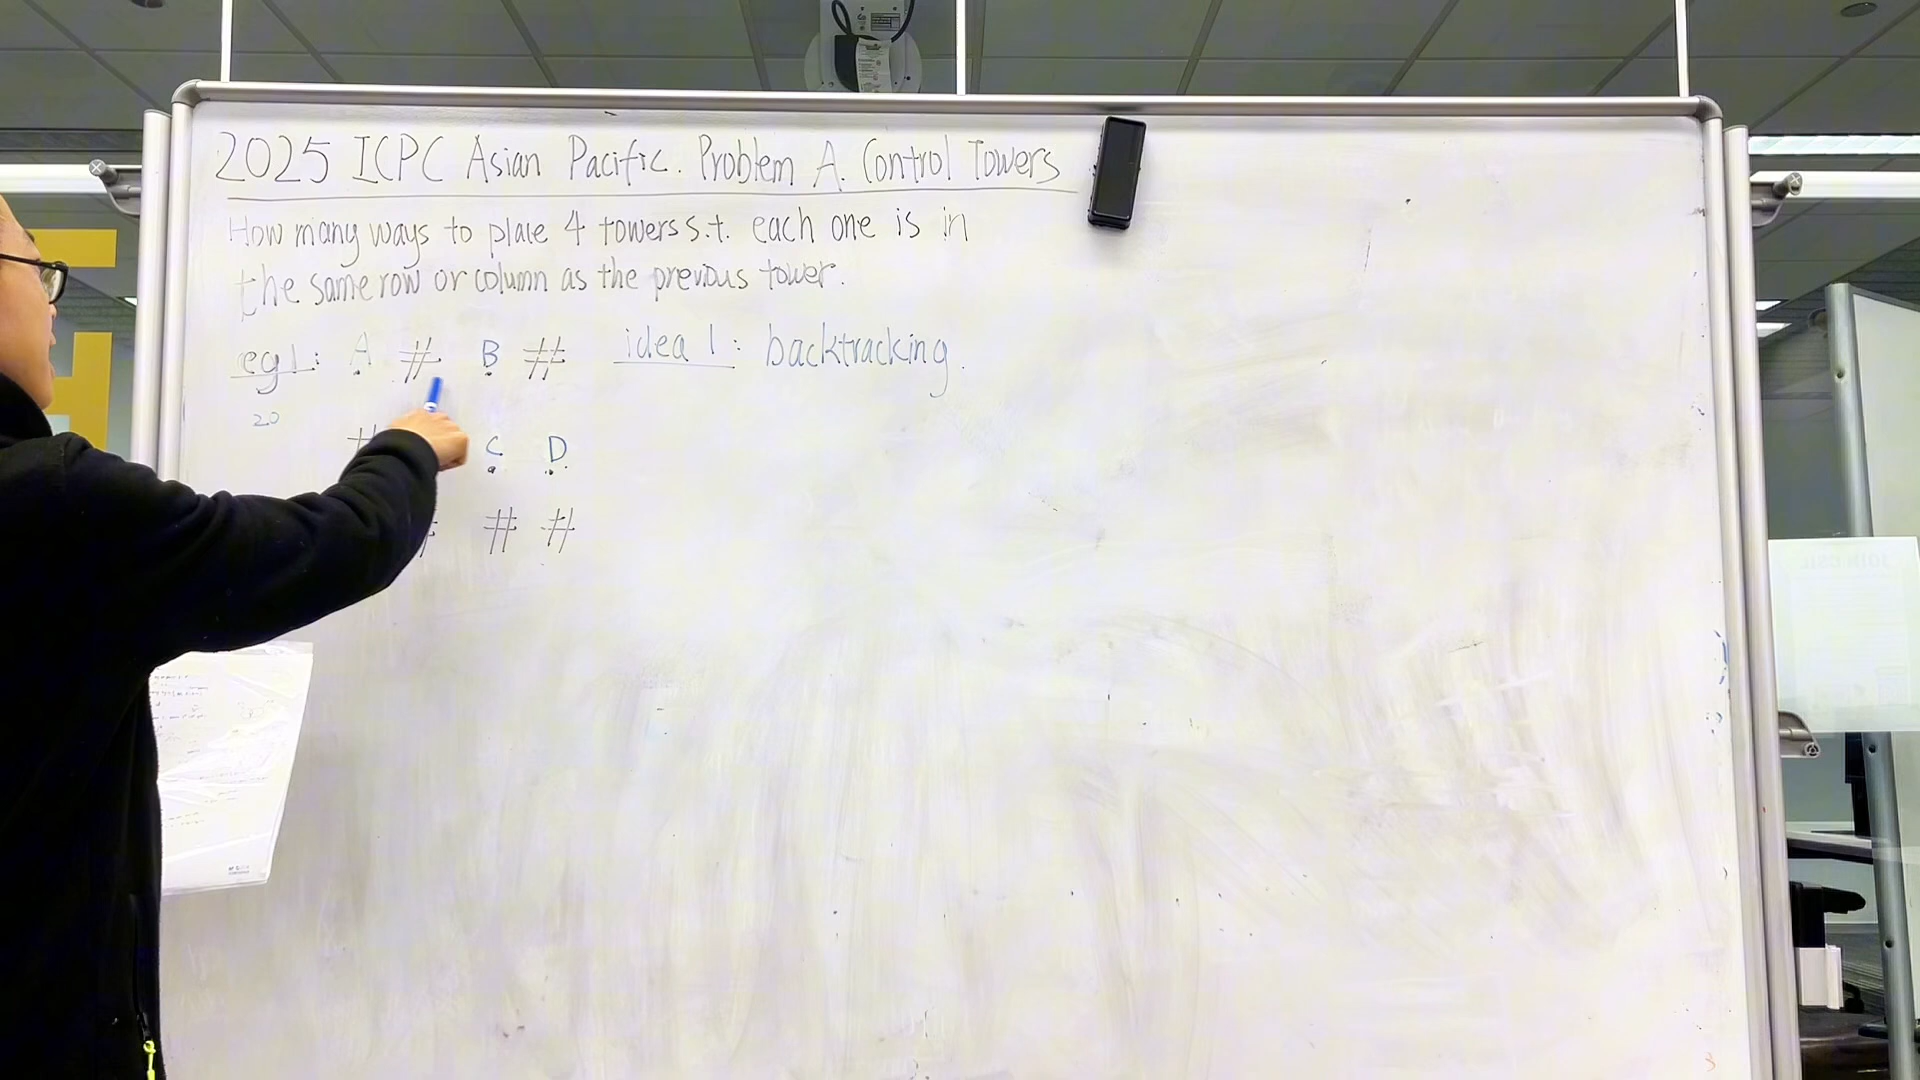 2025 ICPC Asian Pacific. Problem A. Control Towers
How many ways to place 4 towers s.t. each one is in
the same row or column as the previous tower.
eg1: A # B # idea 1: backtracking.
20
# C D
# # #